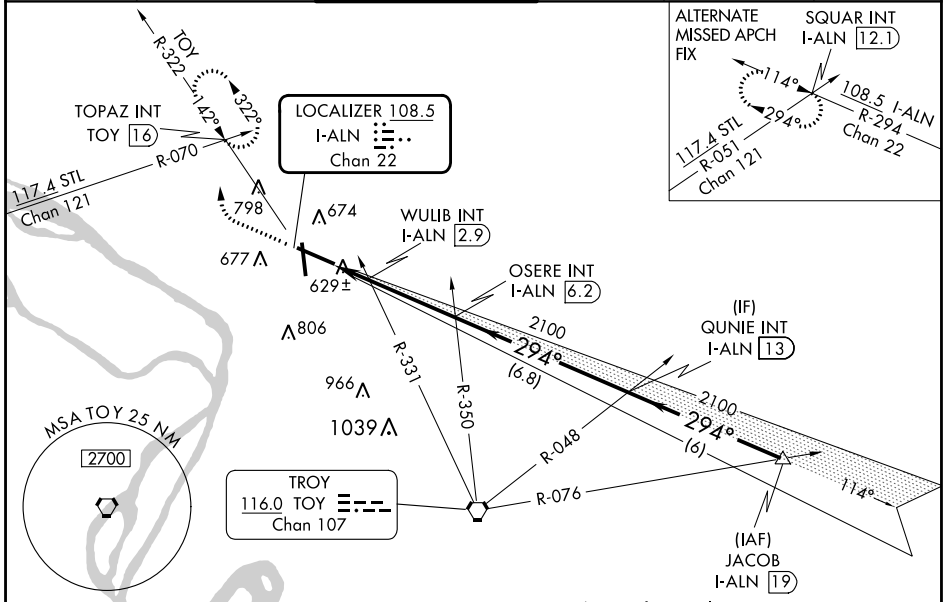 ALTERNATE
MISSED APCH
FIX
SQUAR INT
I-ALN 12.1
114°
294°
108.5 I-ALN
R-294
Chan 22
117.4 STL
R-051
Chan 121
TOY
R-322
142°
322°
TOPAZ INT
TOY 16
R-070
117.4 STL
Chan 121
LOCALIZER 108.5
I-ALN
Chan 22
798
674
677
629±
806
966
1039
WULIB INT
I-ALN 2.9
OSERE INT
I-ALN 6.2
(IF)
QUNIE INT
I-ALN 13
2100
294°
(6.8)
2100
294°
(6)
114°
R-331
R-350
R-048
R-076
MSA TOY 25 NM
2700
TROY
116.0 TOY
Chan 107
(IAF)
JACOB
I-ALN 19